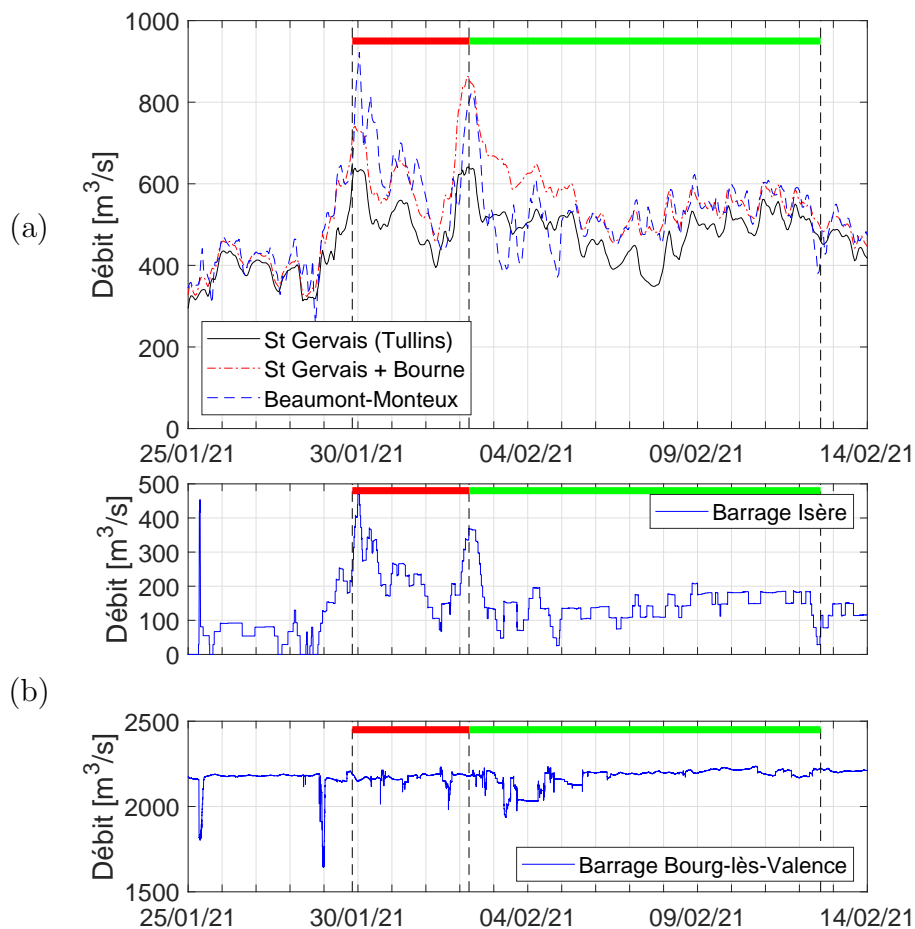 (a)
Débit [m³/s]
1000
800
600
400
200
0
St Gervais (Tullins)
St Gervais + Bourne
Beaumont-Monteux
25/01/21 30/01/21 04/02/21 09/02/21 14/02/21
(b)
Débit [m³/s]
500
400
300
200
100
0
Barrage Isère
Débit [m³/s]
2500
2000
1500
Barrage Bourg-lès-Valence
25/01/21 30/01/21 04/02/21 09/02/21 14/02/21